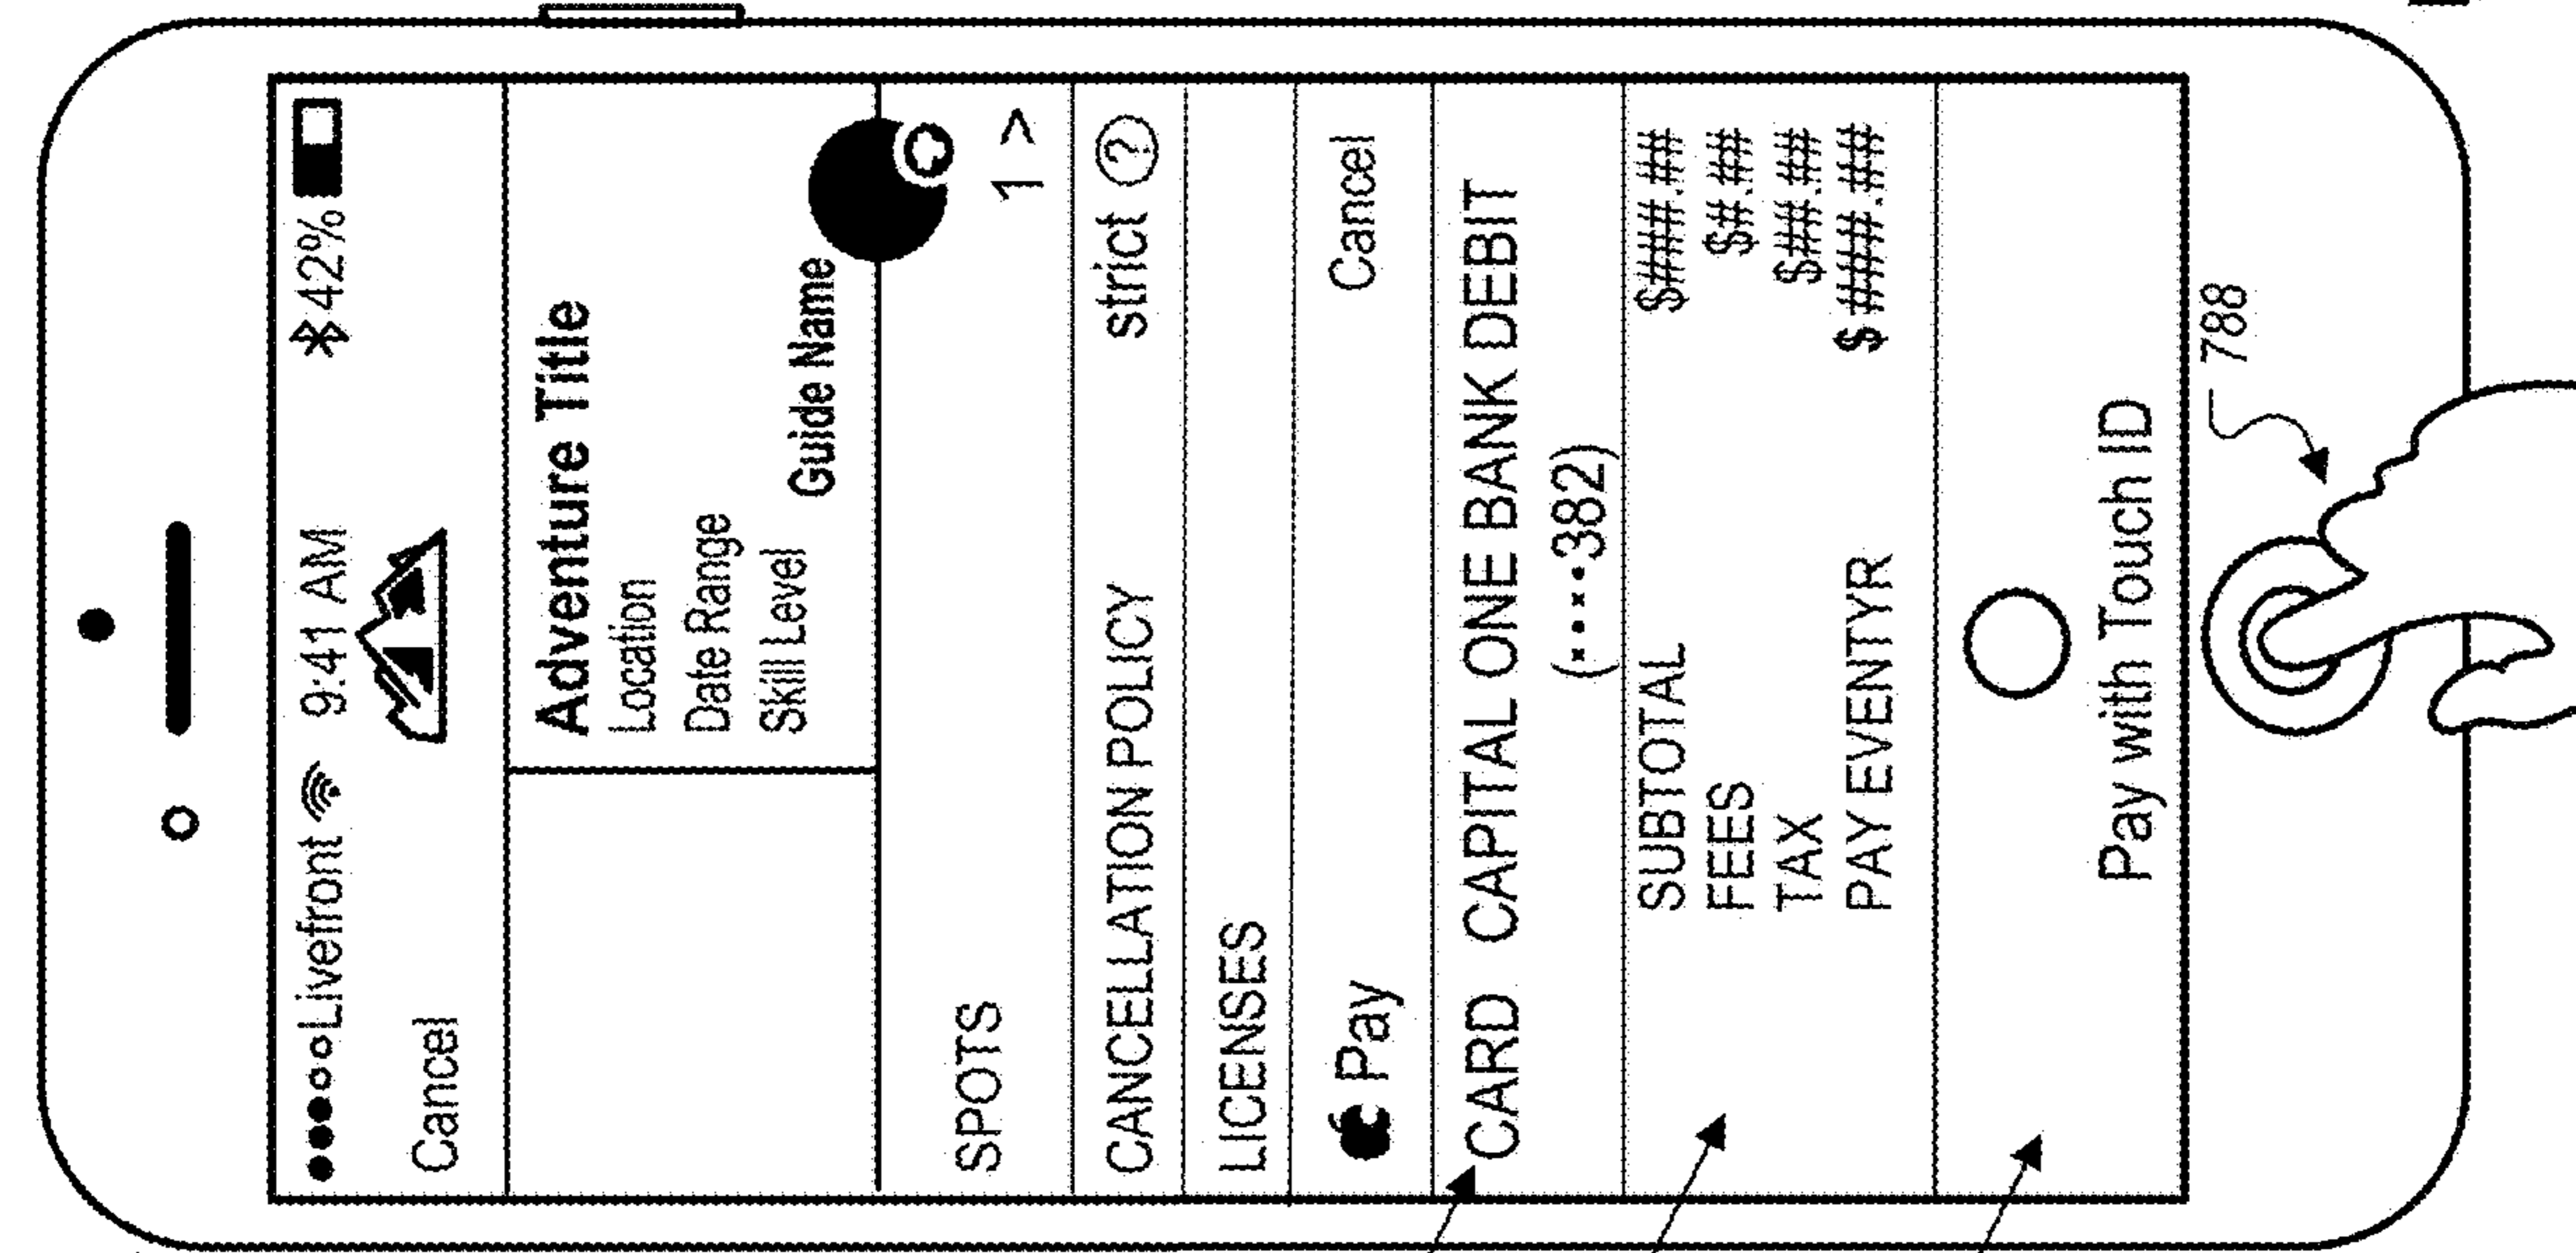 ●●●○○Livefront 9:41 AM 42%
Cancel
Adventure Title
Location
Date Range
Skill Level
Guide Name
SPOTS 1 >
CANCELLATION POLICY strict ?
LICENSES
Pay Cancel
CARD CAPITAL ONE BANK DEBIT
(····382)
SUBTOTAL $###.##
FEES $#.##
TAX $##.##
PAY EVENTYR $ ####.##
Pay with Touch ID
788